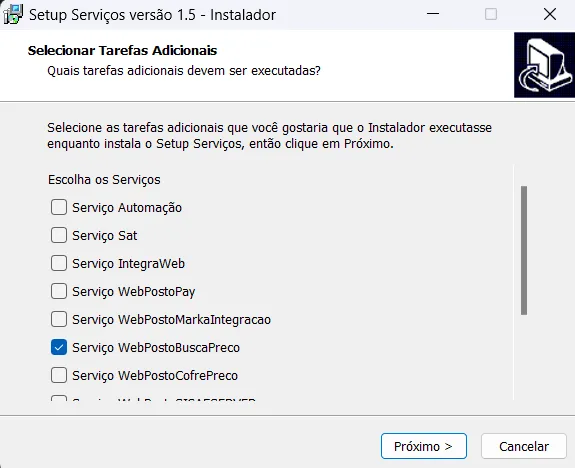 Setup Serviços versão 1.5 - Instalador
Selecionar Tarefas Adicionais
Quais tarefas adicionais devem ser executadas?
Selecione as tarefas adicionais que você gostaria que o Instalador executasse
enquanto instala o Setup Serviços, então clique em Próximo.
Escolha os Serviços
Serviço Automação
Serviço Sat
Serviço IntegraWeb
Serviço WebPostoPay
Serviço WebPostoMarkaIntegracao
Serviço WebPostoBuscaPreco
Serviço WebPostoCofrePreco
Serviço
Próximo >
Cancelar